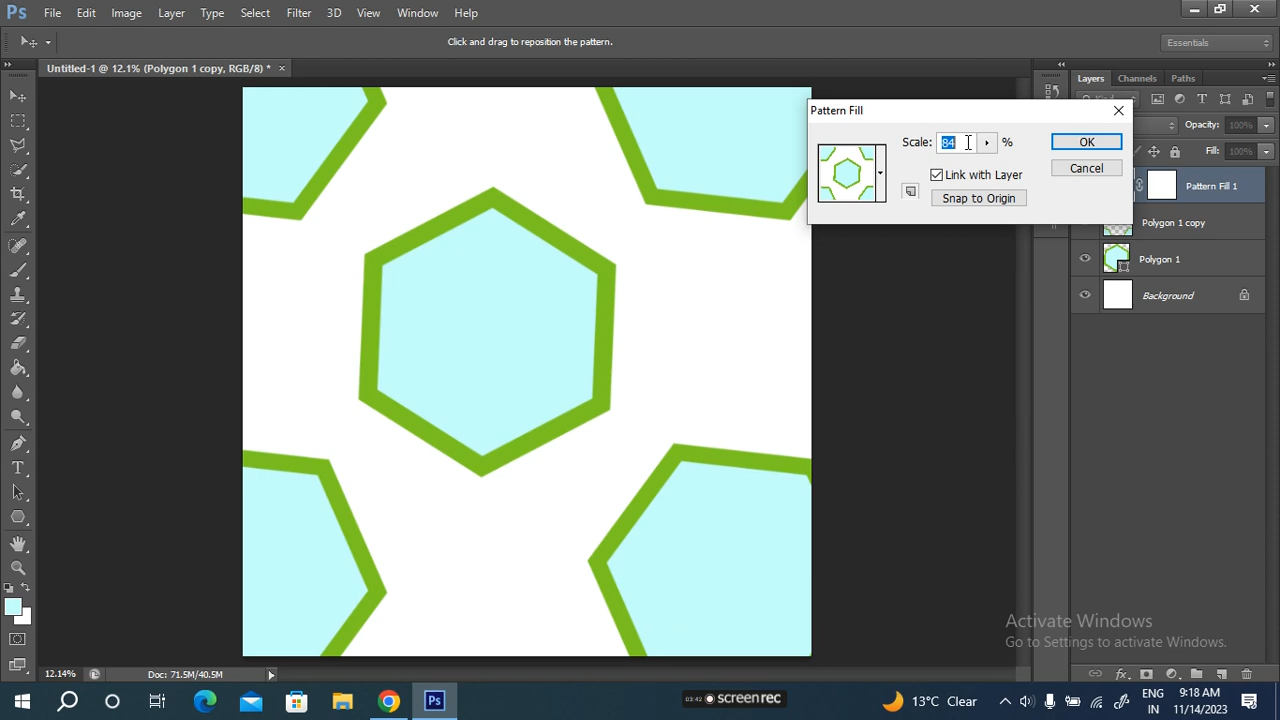 Ps File Edit Image Layer Type Select Filter 3D View Window Help
Click and drag to reposition the pattern.
Essentials
Untitled-1 @ 12.1% (Polygon 1 copy, RGB/8) *
Layers Channels Paths
Opacity: 100%
Fill: 100%
Pattern Fill
Scale: 84 %
OK
Link with Layer
Cancel
Snap to Origin
Pattern Fill 1
Polygon 1 copy
Polygon 1
Background
Activate Windows
Go to Settings to activate Windows.
12.14%
Doc: 71.5M/40.5M
Ps
03:42 screenrec
13°C Clear
ENG
IN
9:18 AM
11/14/2023